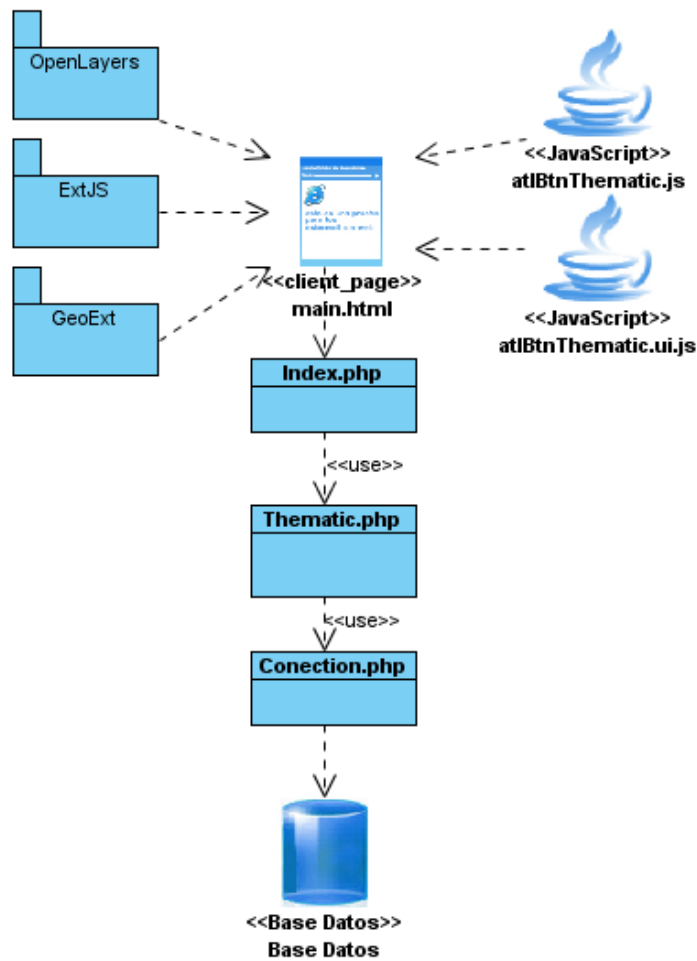 OpenLayers
ExtJS
GeoExt
<<JavaScript>>
atlBtnThematic.js
<<JavaScript>>
atlBtnThematic.ui.js
<<client_page>>
main.html
Index.php
<<use>>
Thematic.php
<<use>>
Conection.php
<<Base Datos>>
Base Datos